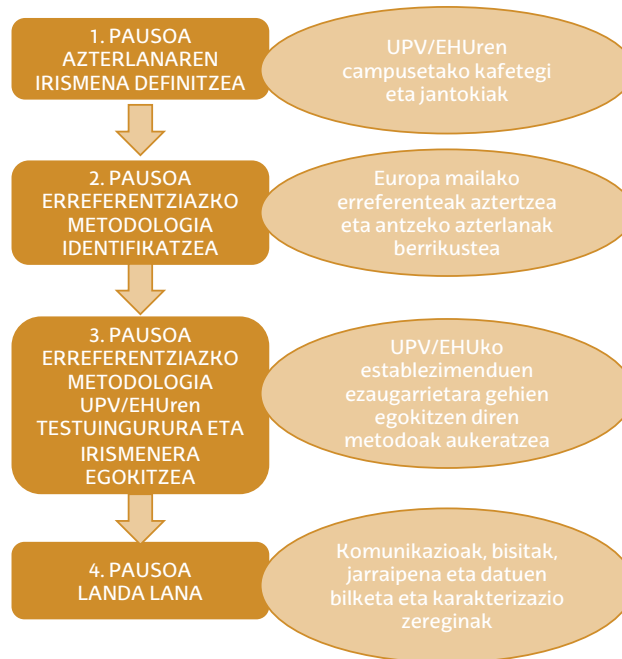 1. PAUSOA
AZTERLANAREN
IRISMENA DEFINITZEA
UPV/EHUren
campusetako kafetegi
eta jantokiak
2. PAUSOA
ERREFERENTZIAZKO
METODOLOGIA
IDENTIFIKATZEA
Europa mailako
erreferenteak aztertzea
eta antzeko azterlanak
berrikustea
3. PAUSOA
ERREFERENTZIAZKO
METODOLOGIA
UPV/EHUren
TESTUINGURURA ETA
IRISMENERA
EGOKITZEA
UPV/EHUko
establezimenduen
ezaugarrietara gehien
egokitzen diren
metodoak aukeratzea
4. PAUSOA
LANDA LANA
Komunikazioak, bisitak,
jarraipena eta datuen
bilketa eta karakterizazio
zereginak